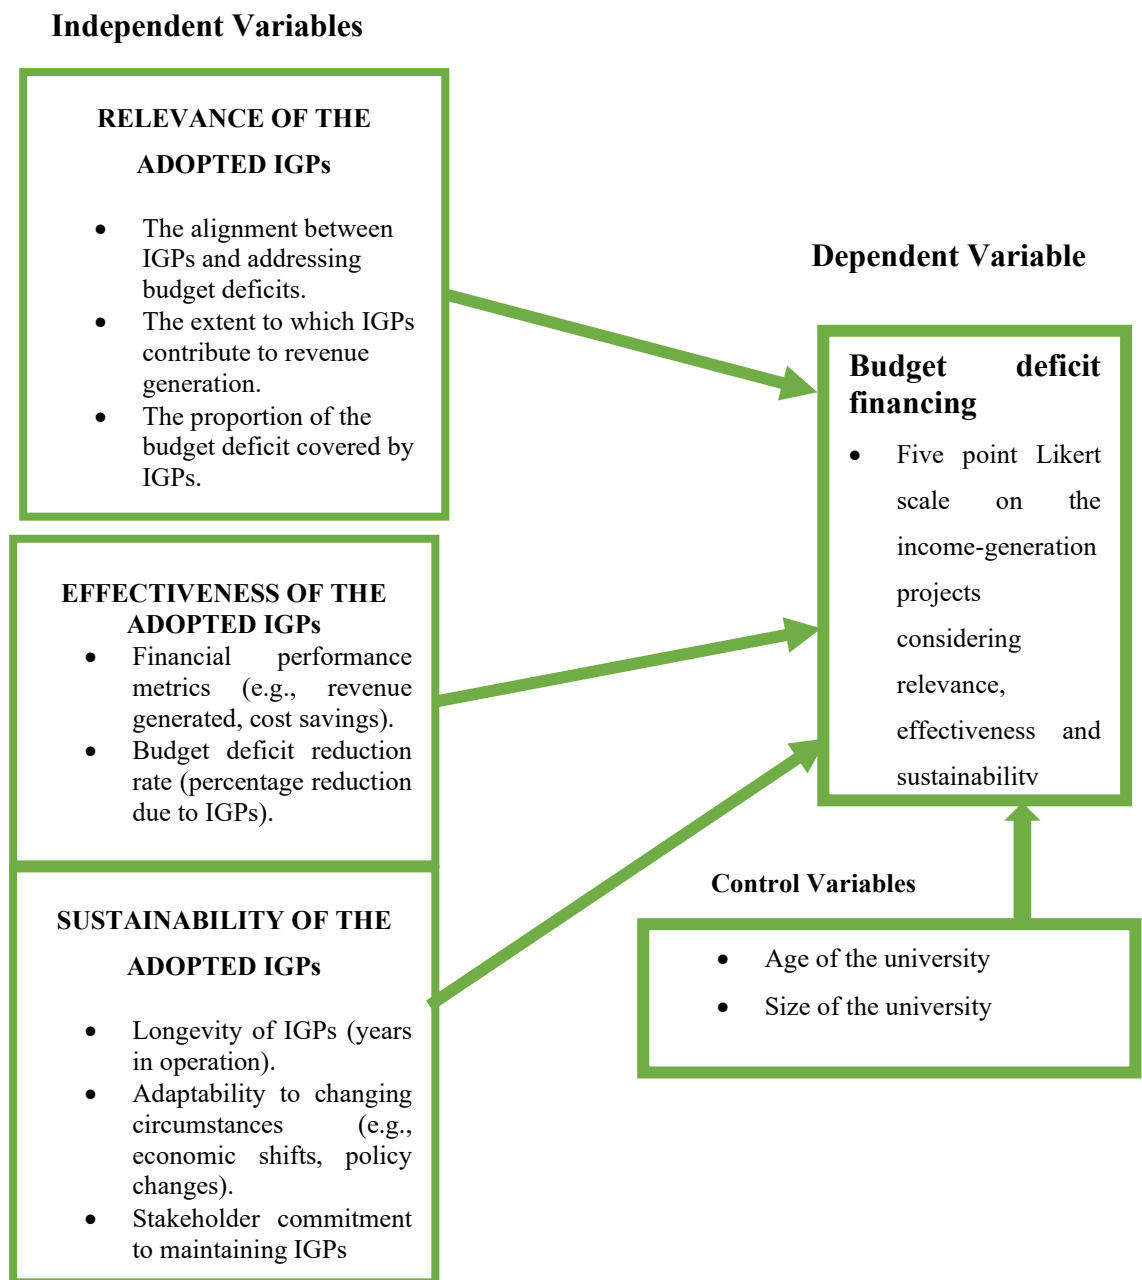 Independent Variables
RELEVANCE OF THE
ADOPTED IGPs
• The alignment between
IGPs and addressing
budget deficits.
• The extent to which IGPs
contribute to revenue
generation.
• The proportion of the
budget deficit covered by
IGPs.
EFFECTIVENESS OF THE
ADOPTED IGPs
• Financial performance
metrics (e.g., revenue
generated, cost savings).
• Budget deficit reduction
rate (percentage reduction
due to IGPs).
SUSTAINABILITY OF THE
ADOPTED IGPs
• Longevity of IGPs (years
in operation).
• Adaptability to changing
circumstances (e.g.,
economic shifts, policy
changes).
• Stakeholder commitment
to maintaining IGPs
Dependent Variable
Budget deficit
financing
• Five point Likert
scale on the
income-generation
projects
considering
relevance,
effectiveness and
sustainability
Control Variables
• Age of the university
• Size of the university